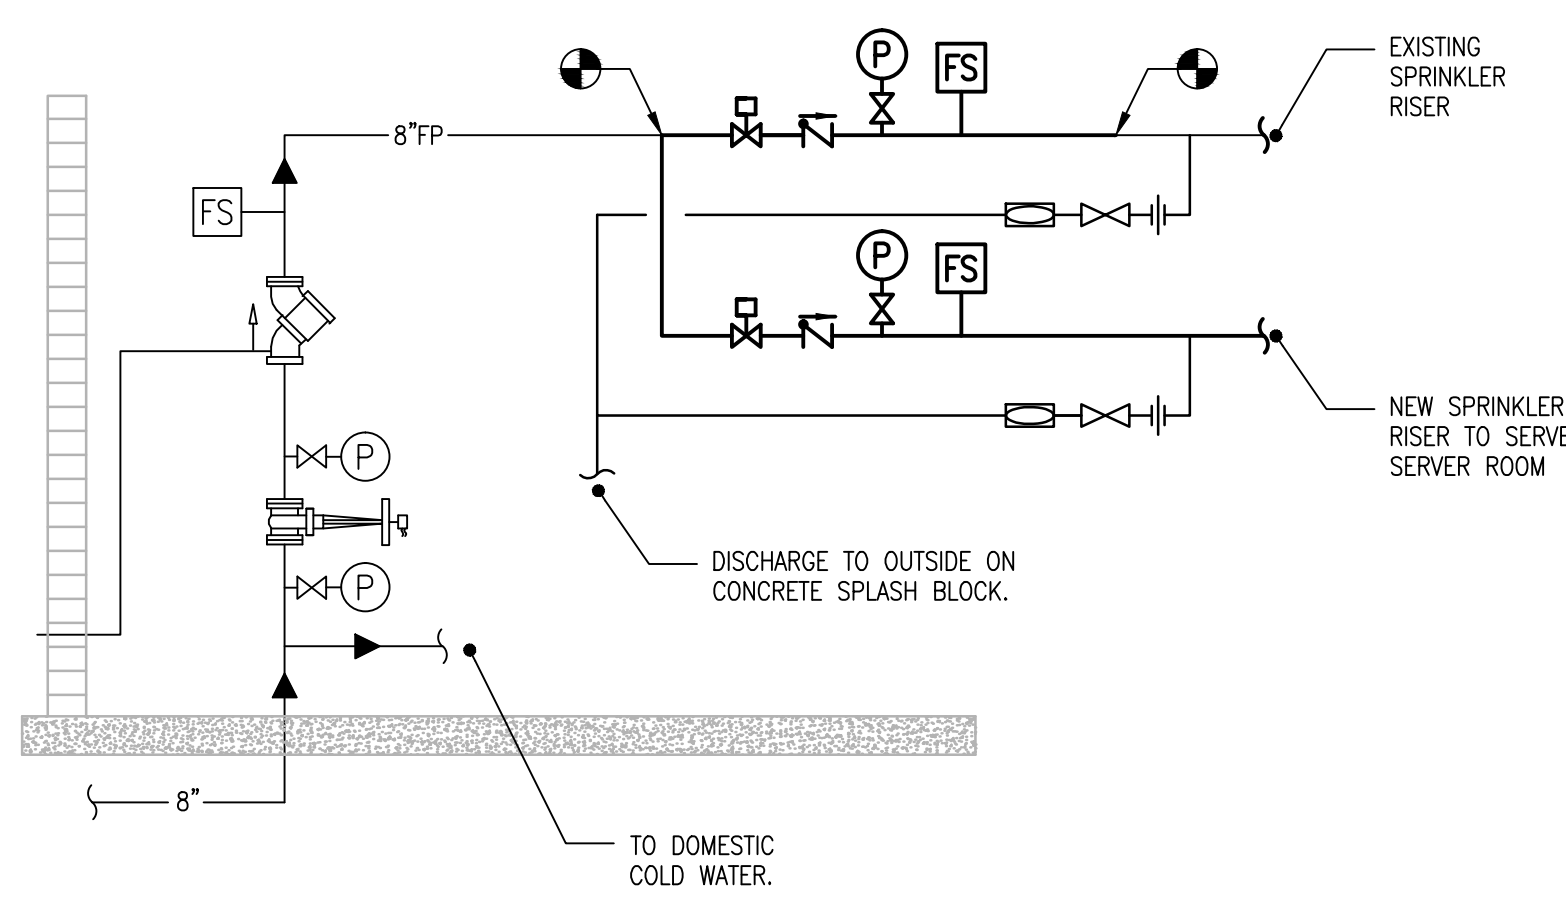 EXISTING
SPRINKLER
RISER
P
FS
8"FP
FS
P
FS
NEW SPRINKLER
RISER TO SERVE
SERVER ROOM
P
P
DISCHARGE TO OUTSIDE ON
CONCRETE SPLASH BLOCK.
8"
TO DOMESTIC
COLD WATER.